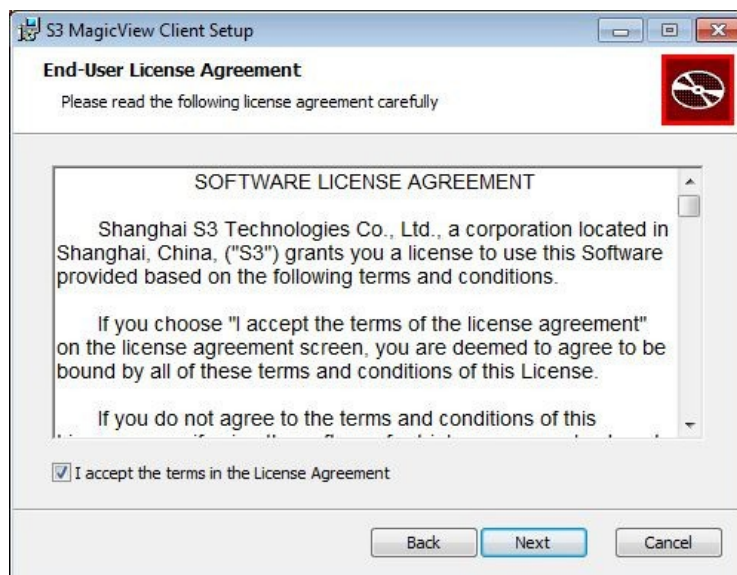 S3 MagicView Client Setup
End-User License Agreement
Please read the following license agreement carefully
SOFTWARE LICENSE AGREEMENT
Shanghai S3 Technologies Co., Ltd., a corporation located in
Shanghai, China, ("S3") grants you a license to use this Software
provided based on the following terms and conditions.
If you choose "I accept the terms of the license agreement"
on the license agreement screen, you are deemed to agree to be
bound by all of these terms and conditions of this License.
If you do not agree to the terms and conditions of this
I accept the terms in the License Agreement
Back
Next
Cancel